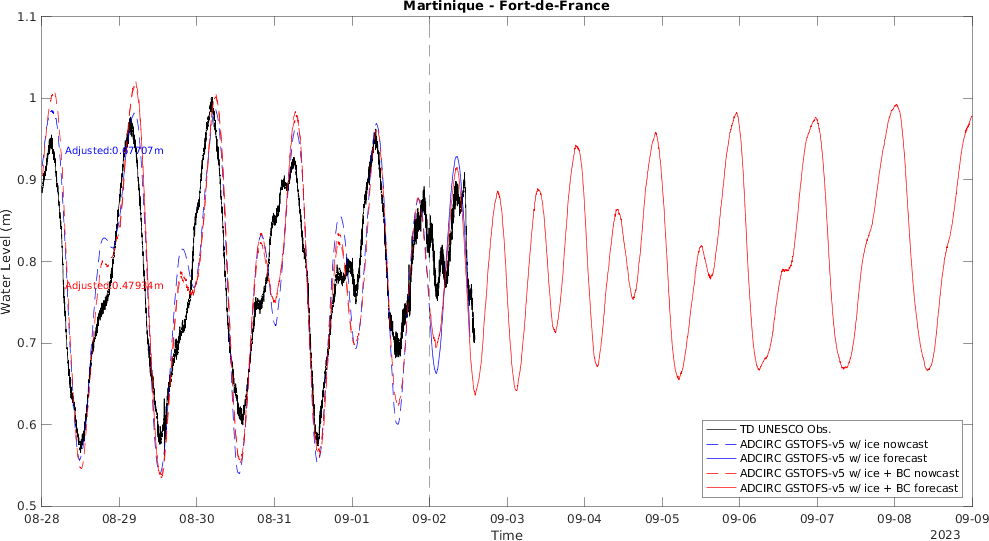 Martinique - Fort-de-France
1.1
1
0.9
0.8
0.7
0.6
0.5
Water Level (m)
Adjusted:0.47934m
TD UNESCO Obs.
ADCIRC GSTOFS-v5 w/ ice nowcast
ADCIRC GSTOFS-v5 w/ ice forecast
ADCIRC GSTOFS-v5 w/ ice + BC nowcast
ADCIRC GSTOFS-v5 w/ ice + BC forecast
08-28 08-29 08-30 08-31 09-01 09-02 09-03 09-04 09-05 09-06 09-07 09-08 09-09
Time
2023